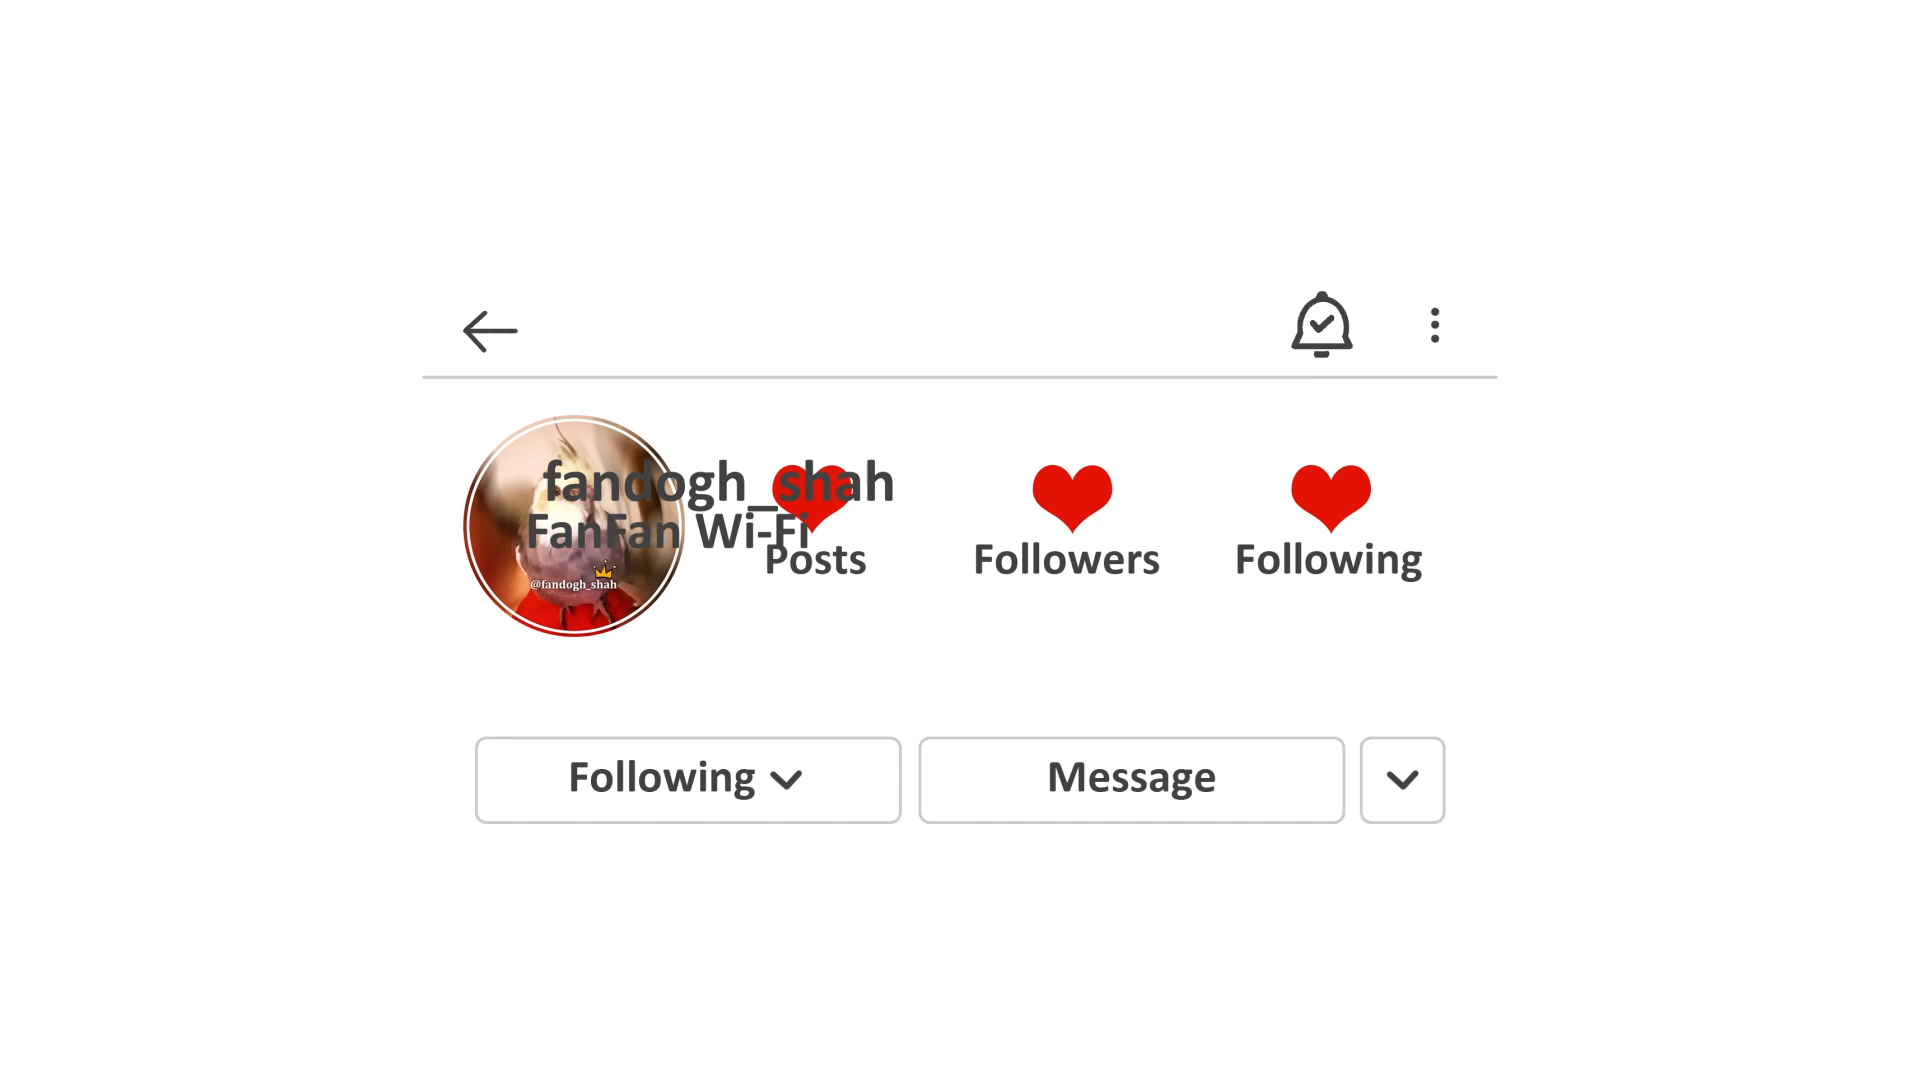 fandogh_shah
FanFan Wi-Fi
Posts
Followers
Following
@fandogh_shah
Following
Message